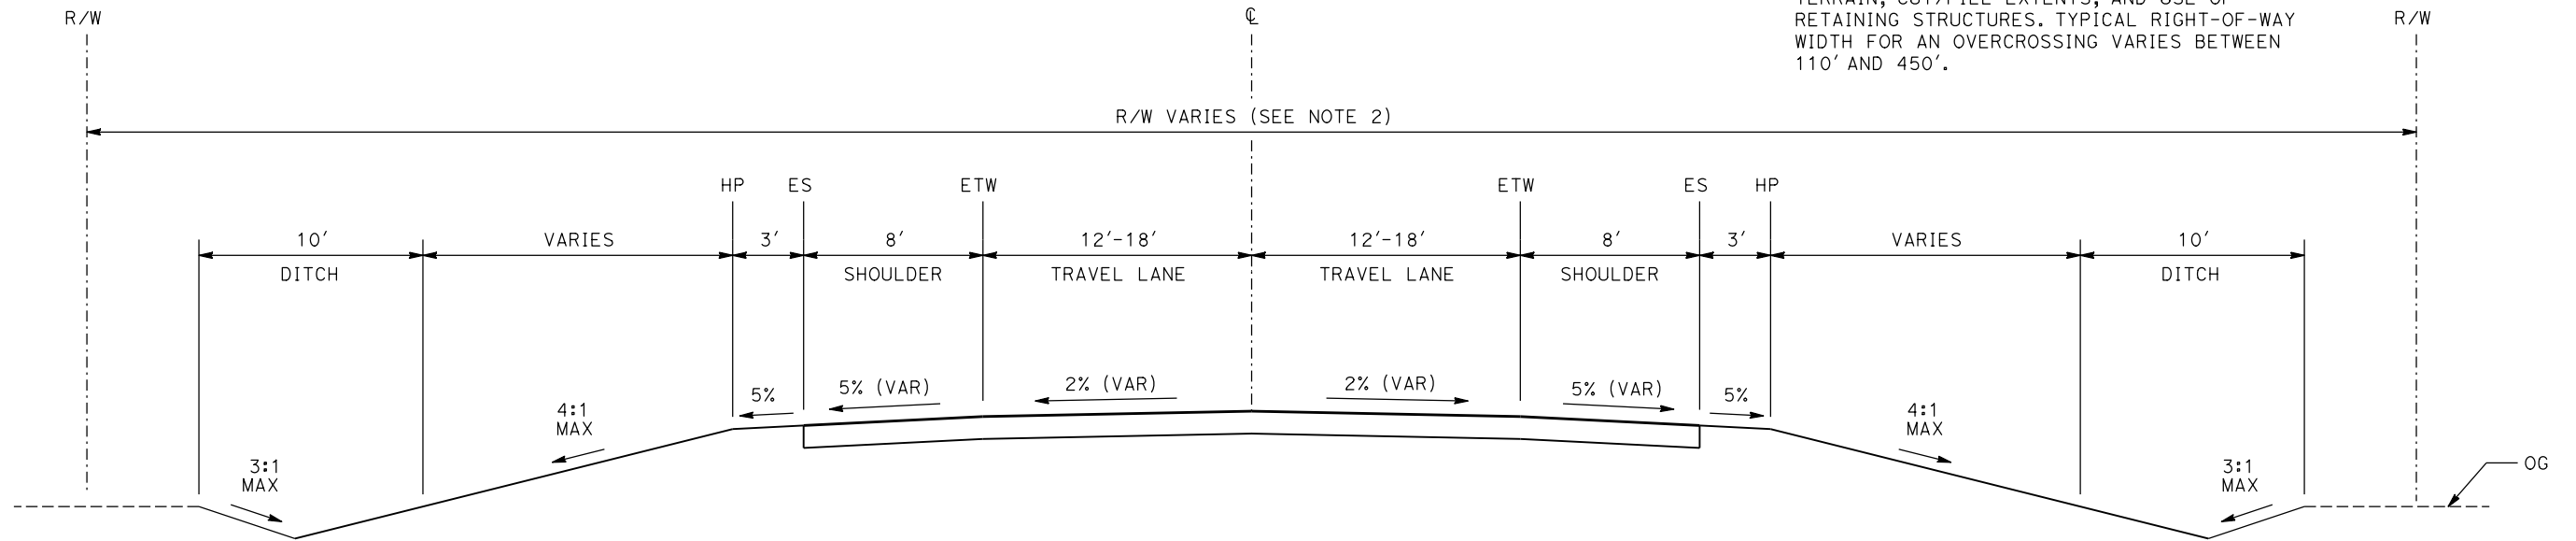 TERRAIN, CUT/FILL EXTENTS, AND USE OF
RETAINING STRUCTURES. TYPICAL RIGHT-OF-WAY
WIDTH FOR AN OVERCROSSING VARIES BETWEEN
110' AND 450'.
R/W
℄
R/W
R/W VARIES (SEE NOTE 2)
HP
ES
ETW
ETW
ES
HP
10'
VARIES
3'
8'
12'-18'
12'-18'
8'
3'
VARIES
10'
DITCH
SHOULDER
TRAVEL LANE
TRAVEL LANE
SHOULDER
DITCH
5%
5% (VAR)
2% (VAR)
2% (VAR)
5% (VAR)
5%
4:1
MAX
4:1
MAX
3:1
MAX
3:1
MAX
OG